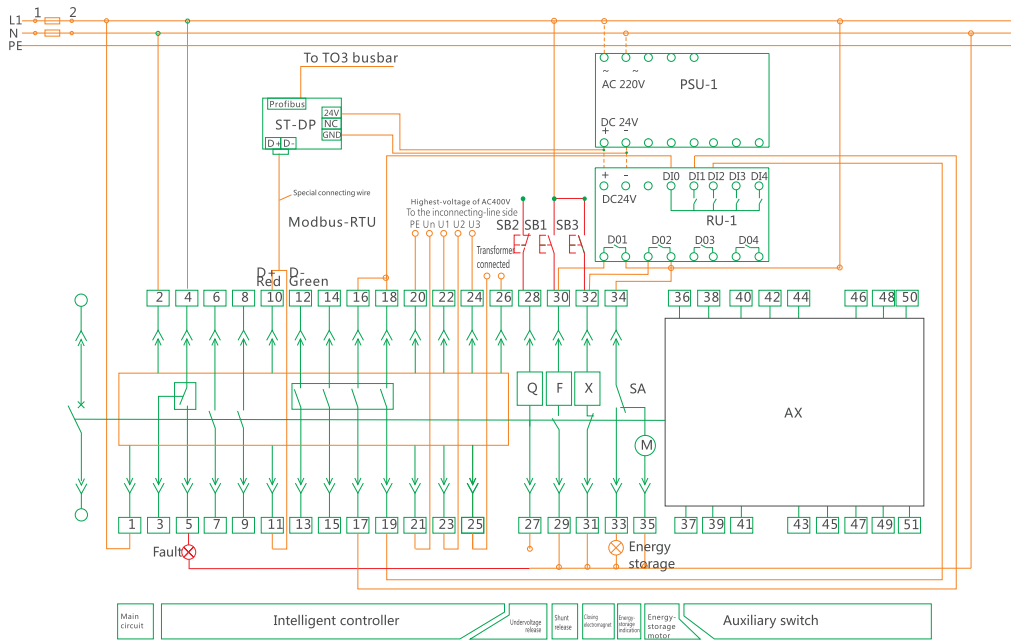 L1 1 2
N
PE
To TO3 busbar
Profibus
ST-DP
24V
NC
GND
D+ D-
~ ~
AC 220V
PSU-1
DC 24V
+ -
+ -
DC24V
DI0 DI1 DI2 DI3 DI4
RU-1
D01 D02 D03 D04
Special connecting wire
Modbus-RTU
Highest-voltage of AC400V
To the inconnecting-line side
PE Un U1 U2 U3
Transformer
connected
SB2 SB1 SB3
D+ D-
Red Green
2 4 6 8 10 12 14 16 18 20 22 24 26 28 30 32 34 36 38 40 42 44 46 48 50
Q F X SA
M
AX
1 3 5 7 9 11 13 15 17 19 21 23 25 27 29 31 33 35 37 39 41 43 45 47 49 51
Fault
Energy
storage
Main
circuit
Intelligent controller
Undervoltage
release
Shunt
release
Closing
electromagnet
Energy-
storage
indication
Energy-
storage
motor
Auxiliary switch